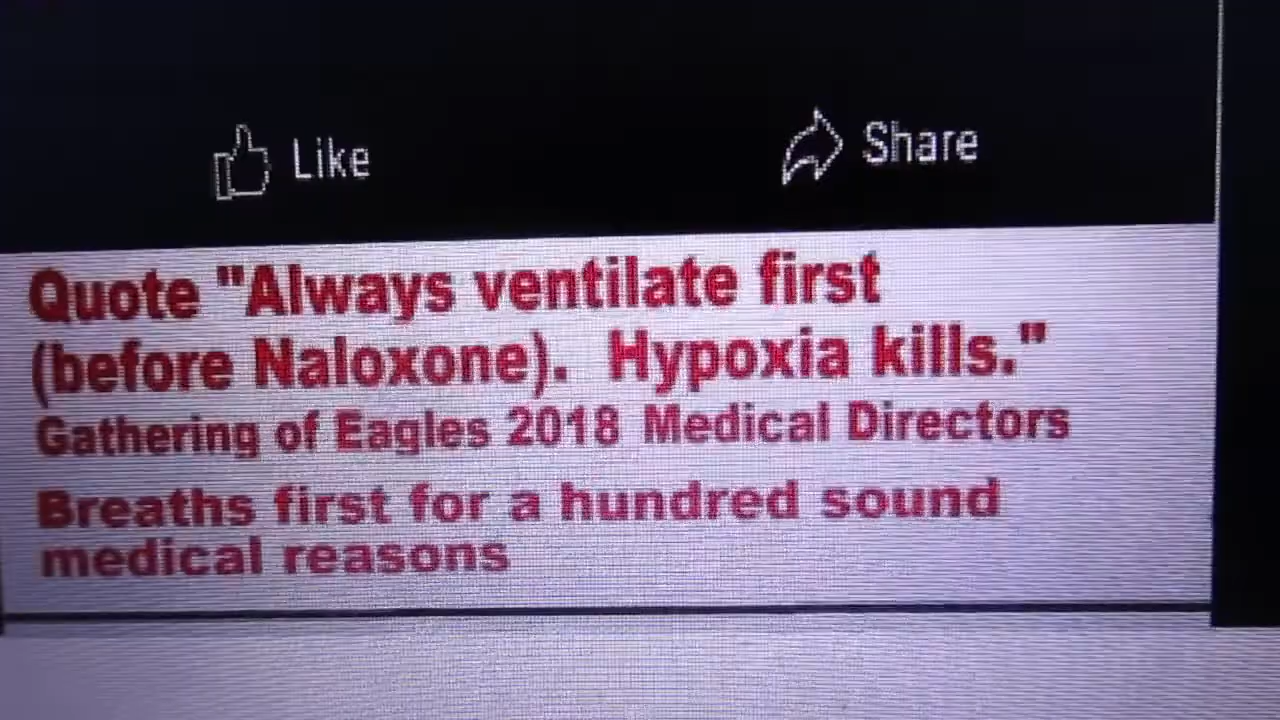 Like
Share
Quote "Always ventilate first
(before Naloxone). Hypoxia kills."
Gathering of Eagles 2018 Medical Directors
Breaths first for a hundred sound
medical reasons